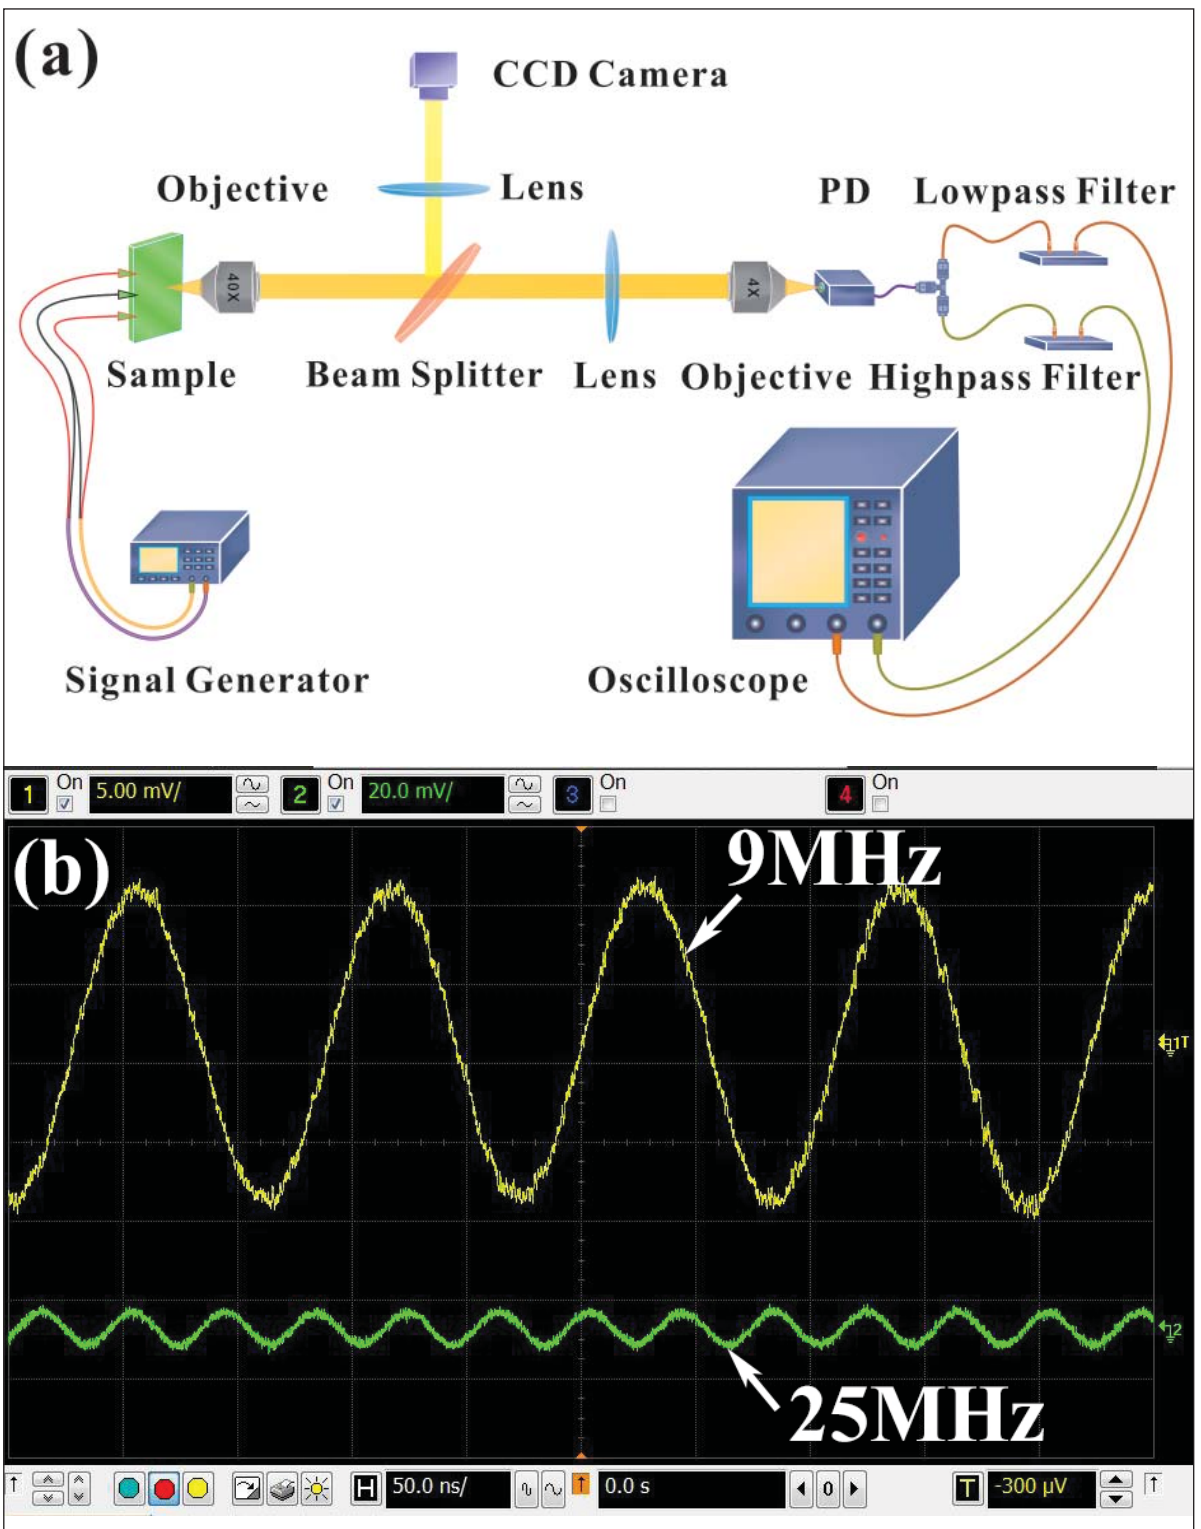 (a)
CCD Camera
Objective
Lens
PD
Lowpass Filter
40X
4X
Sample
Beam Splitter
Lens
Objective
Highpass Filter
Signal Generator
Oscilloscope
1 On 5.00 mV/ 2 On 20.0 mV/ 3 On 4 On
(b)
9MHz
1T
2
25MHz
H 50.0 ns/ 0.0 s 0 T -300 µV